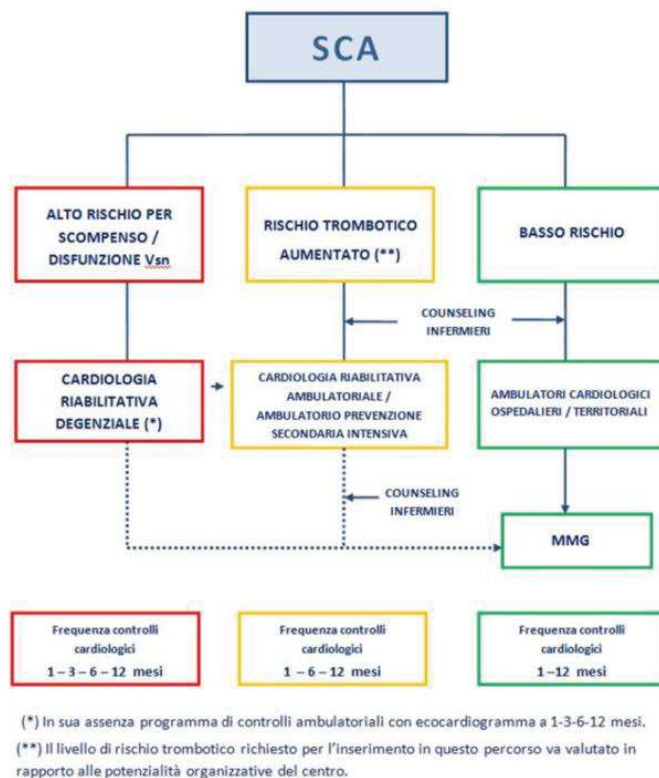 SCA
ALTO RISCHIO PER
SCOMPENSO /
DISFUNZIONE Vsn
RISCHIO TROMBOTICO
AUMENTATO (**)
BASSO RISCHIO
COUNSELING
INFERMIERI
CARDIOLOGIA
RIABILITATIVA
DEGENZIALE (*)
CARDIOLOGIA RIABILITATIVA
AMBULATORIALE /
AMBULATORIO PREVENZIONE
SECONDARIA INTENSIVA
AMBULATORI CARDIOLOGICI
OSPEDALIERI / TERRITORIALI
COUNSELING
INFERMIERI
MMG
Frequenza controlli
cardiologici
1 – 3 – 6 – 12 mesi
Frequenza controlli
cardiologici
1 – 6 – 12 mesi
Frequenza controlli
cardiologici
1 –12 mesi
(*) In sua assenza programma di controlli ambulatoriali con ecocardiogramma a 1-3-6-12 mesi.
(**) Il livello di rischio trombotico richiesto per l'inserimento in questo percorso va valutato in
rapporto alle potenzialità organizzative del centro.